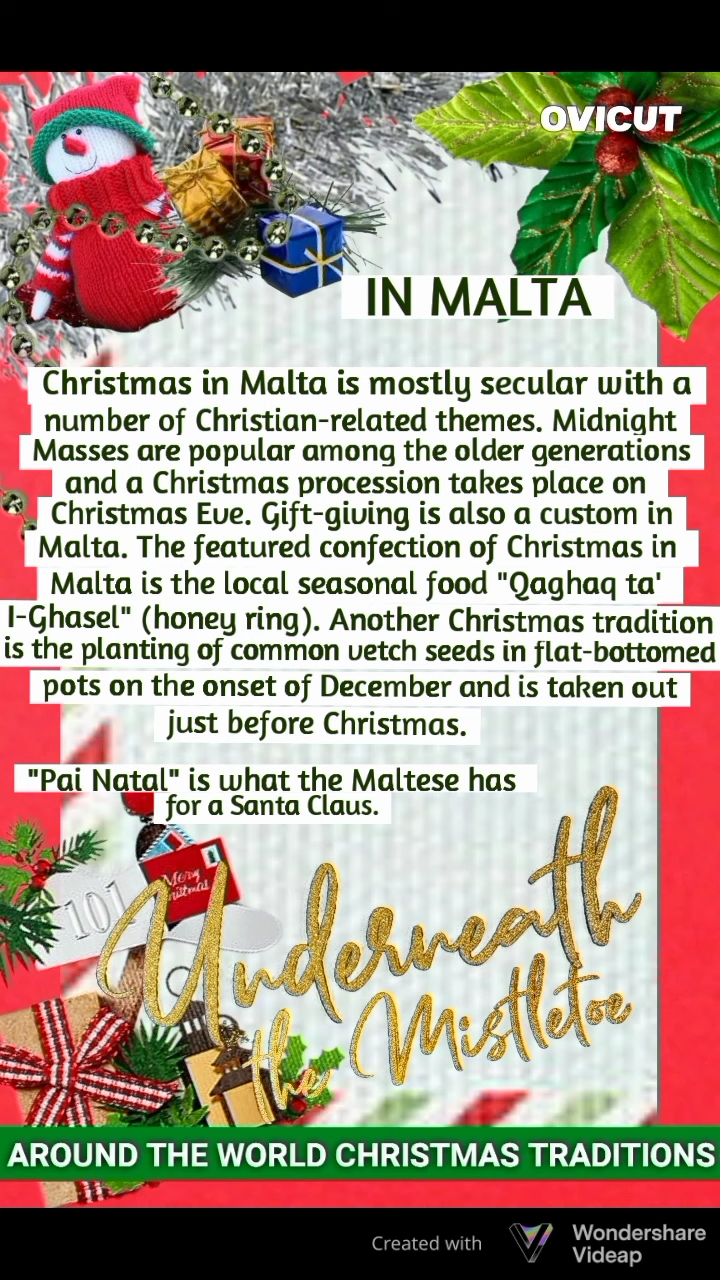 OVICUT
IN MALTA
Christmas in Malta is mostly secular with a
number of Christian-related themes. Midnight
Masses are popular among the older generations
and a Christmas procession takes place on
Christmas Eve. Gift-giving is also a custom in
Malta. The featured confection of Christmas in
Malta is the local seasonal food "Qaghaq ta'
I-Ghasel" (honey ring). Another Christmas tradition
is the planting of common vetch seeds in flat-bottomed
pots on the onset of December and is taken out
just before Christmas.
"Pai Natal" is what the Maltese has
for a Santa Claus.
Merry
Christmas
101
Underneath
the Mistletoe
AROUND THE WORLD CHRISTMAS TRADITIONS
Created with
Wondershare
Videap